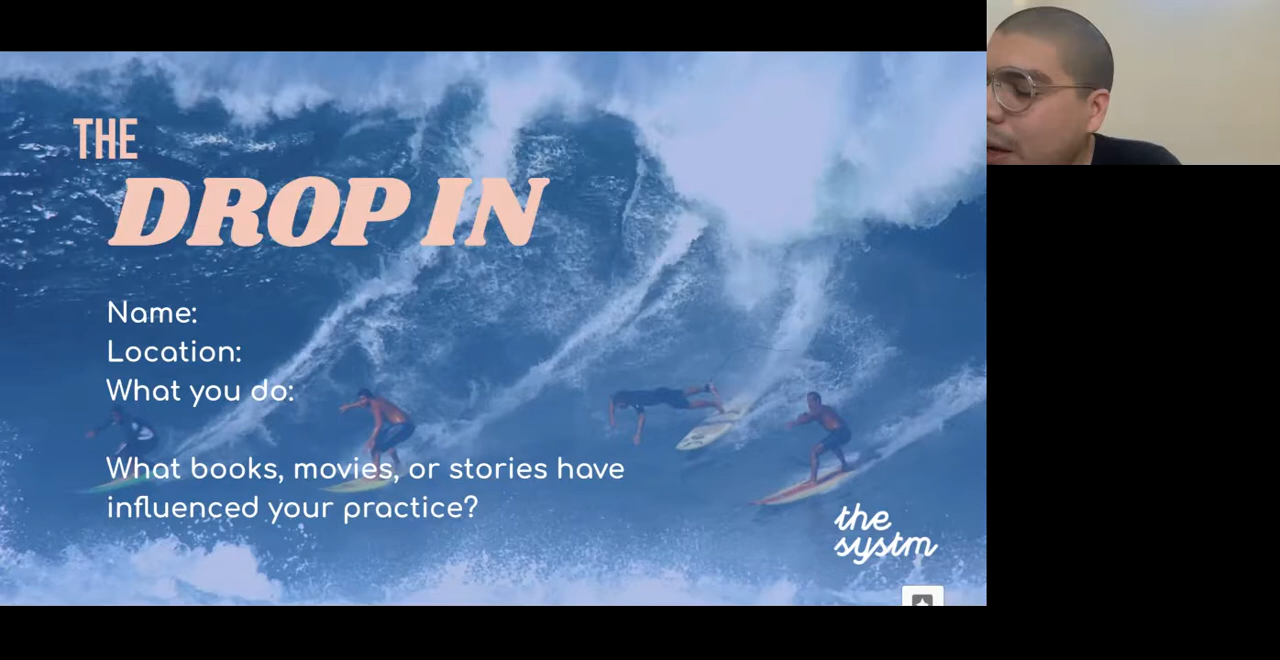 THE
DROP IN
Name:
Location:
What you do:
What books, movies, or stories have
influenced your practice?
the
systm